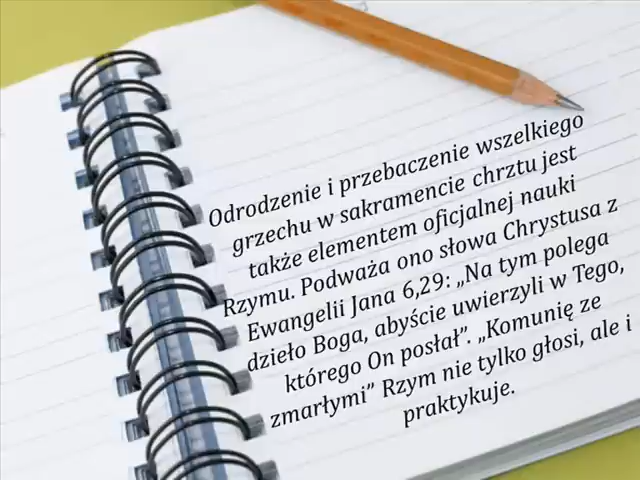 Odrodzenie i przebaczenie wszelkiego
grzechu w sakramencie chrztu jest
także elementem oficjalnej nauki
Rzymu. Podważa ono słowa Chrystusa z
Ewangelii Jana 6,29: „Na tym polega
dzieło Boga, abyście uwierzyli w Tego,
którego On posłał”. „Komunię ze
zmarłymi” Rzym nie tylko głosi, ale i
praktykuje.